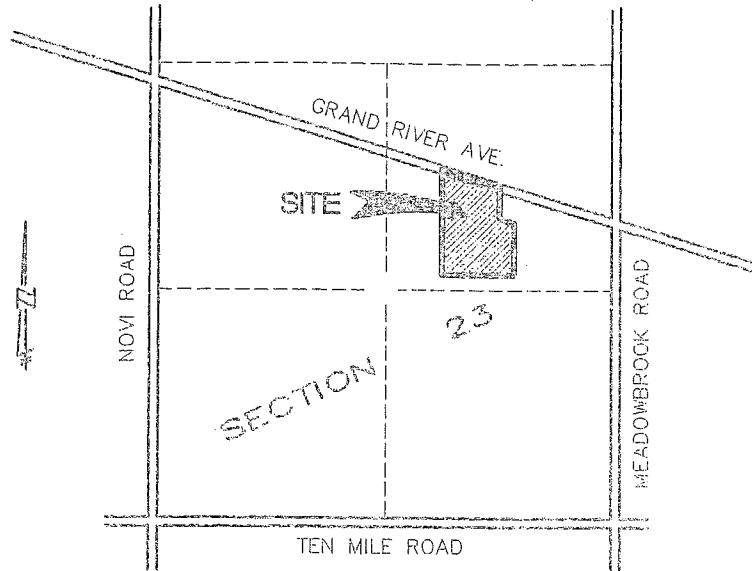 GRAND RIVER AVE.
SITE
NOVI ROAD
MEADOWBROOK ROAD
SECTION 23
TEN MILE ROAD